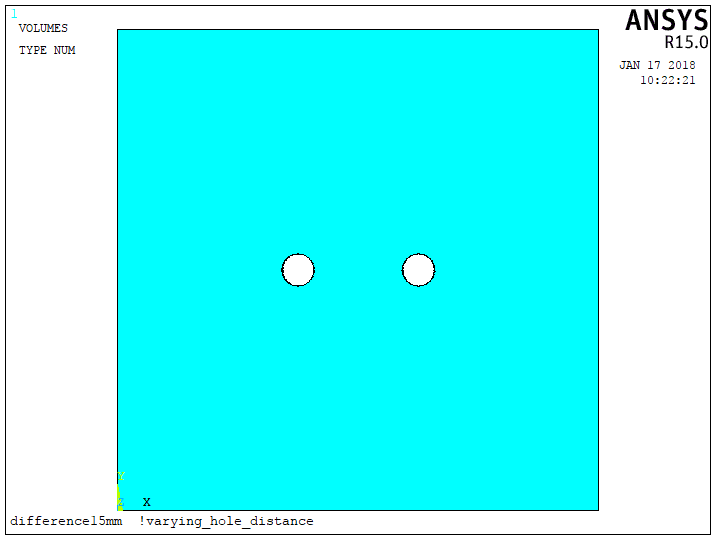 1
VOLUMES
TYPE NUM
ANSYS
R15.0
JAN 17 2018
10:22:21
Y
Z X
difference15mm !varying_hole_distance